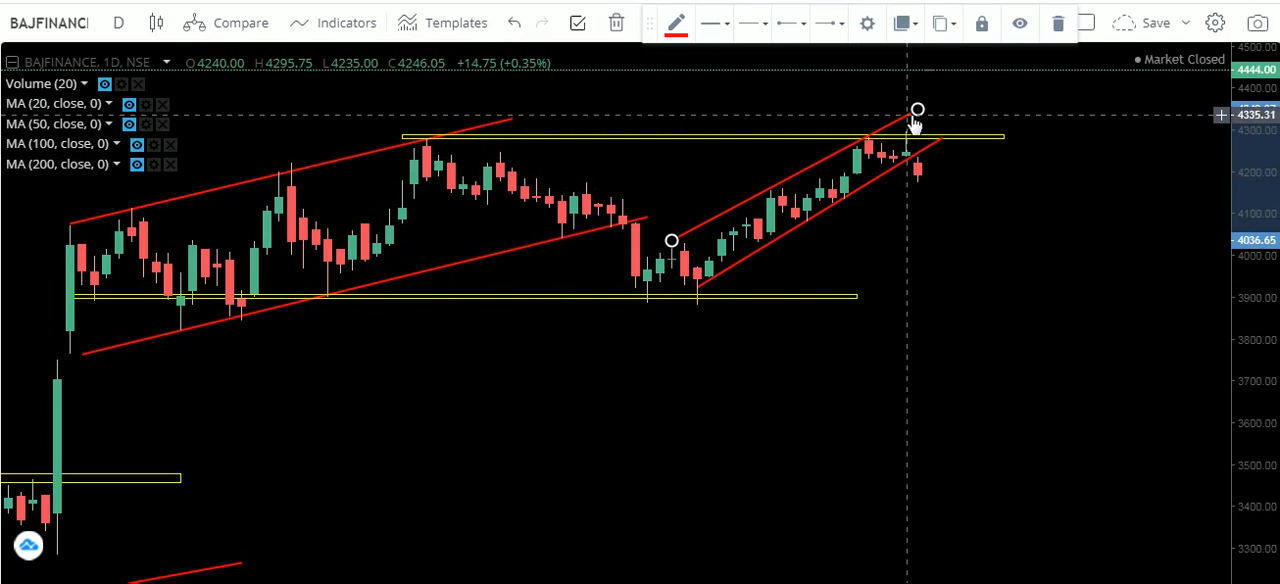 BAJFINANC D Compare Indicators Templates Save
BAJFINANCE, 1D, NSE O4240.00 H4295.75 L4235.00 C4246.05 +14.75 (+0.35%) Market Closed
Volume (20)
MA (20, close, 0)
MA (50, close, 0)
MA (100, close, 0)
MA (200, close, 0)
4500.00
4444.00
4400.00
4335.31
4300.00
4200.00
4100.00
4036.65
4000.00
3900.00
3800.00
3700.00
3600.00
3500.00
3400.00
3300.00